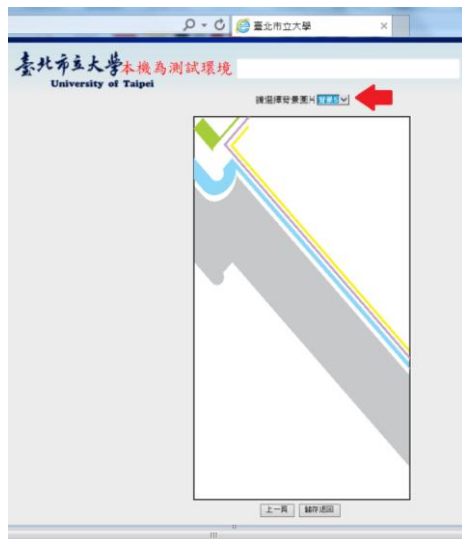 臺北市立大學
臺北市立大學本機為測試環境
University of Taipei
請選擇背景圖片
上一頁 儲存返回